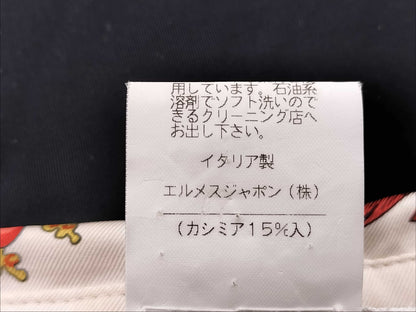 用しています。石油系
溶剤でソフト洗いので
きるクリーニング店へ
お出し下さい。
イタリア製
エルメスジャポン(株)
(カシミア15%入)